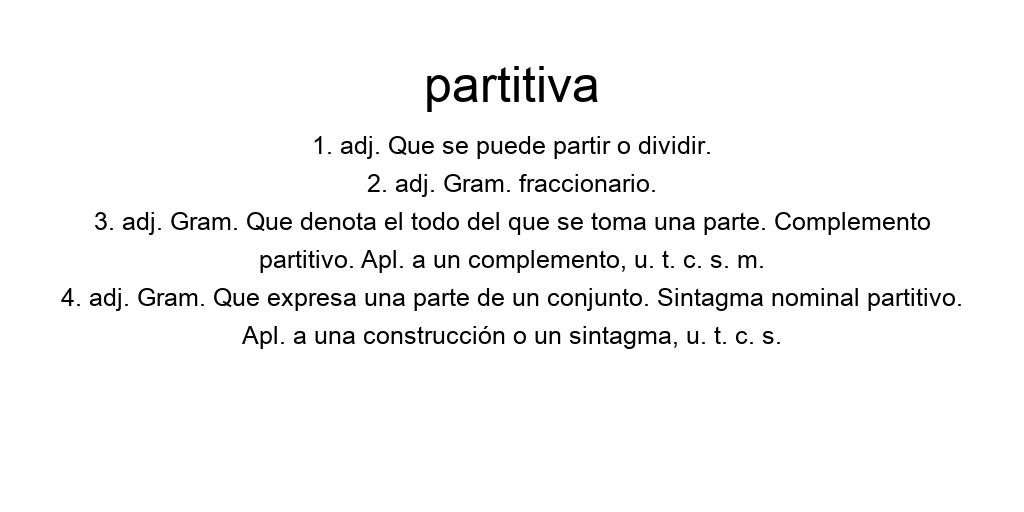 partitiva
1. adj. Que se puede partir o dividir.
2. adj. Gram. fraccionario.
3. adj. Gram. Que denota el todo del que se toma una parte. Complemento
partitivo. Apl. a un complemento, u. t. c. s. m.
4. adj. Gram. Que expresa una parte de un conjunto. Sintagma nominal partitivo.
Apl. a una construcción o un sintagma, u. t. c. s.